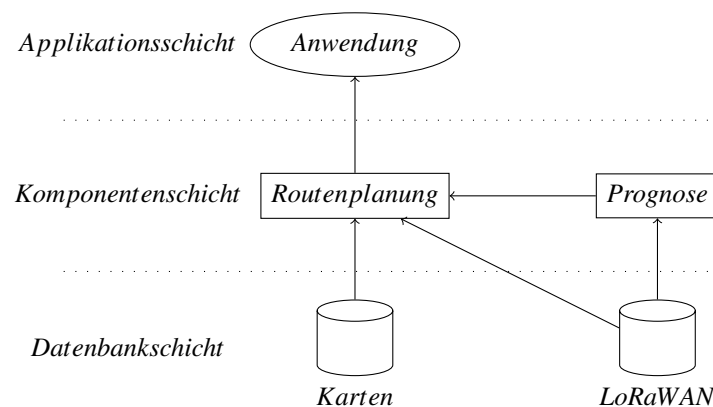 Applikationsschicht Anwendung
Komponentenschicht Routenplanung Prognose
Datenbankschicht
Karten LoRaWAN